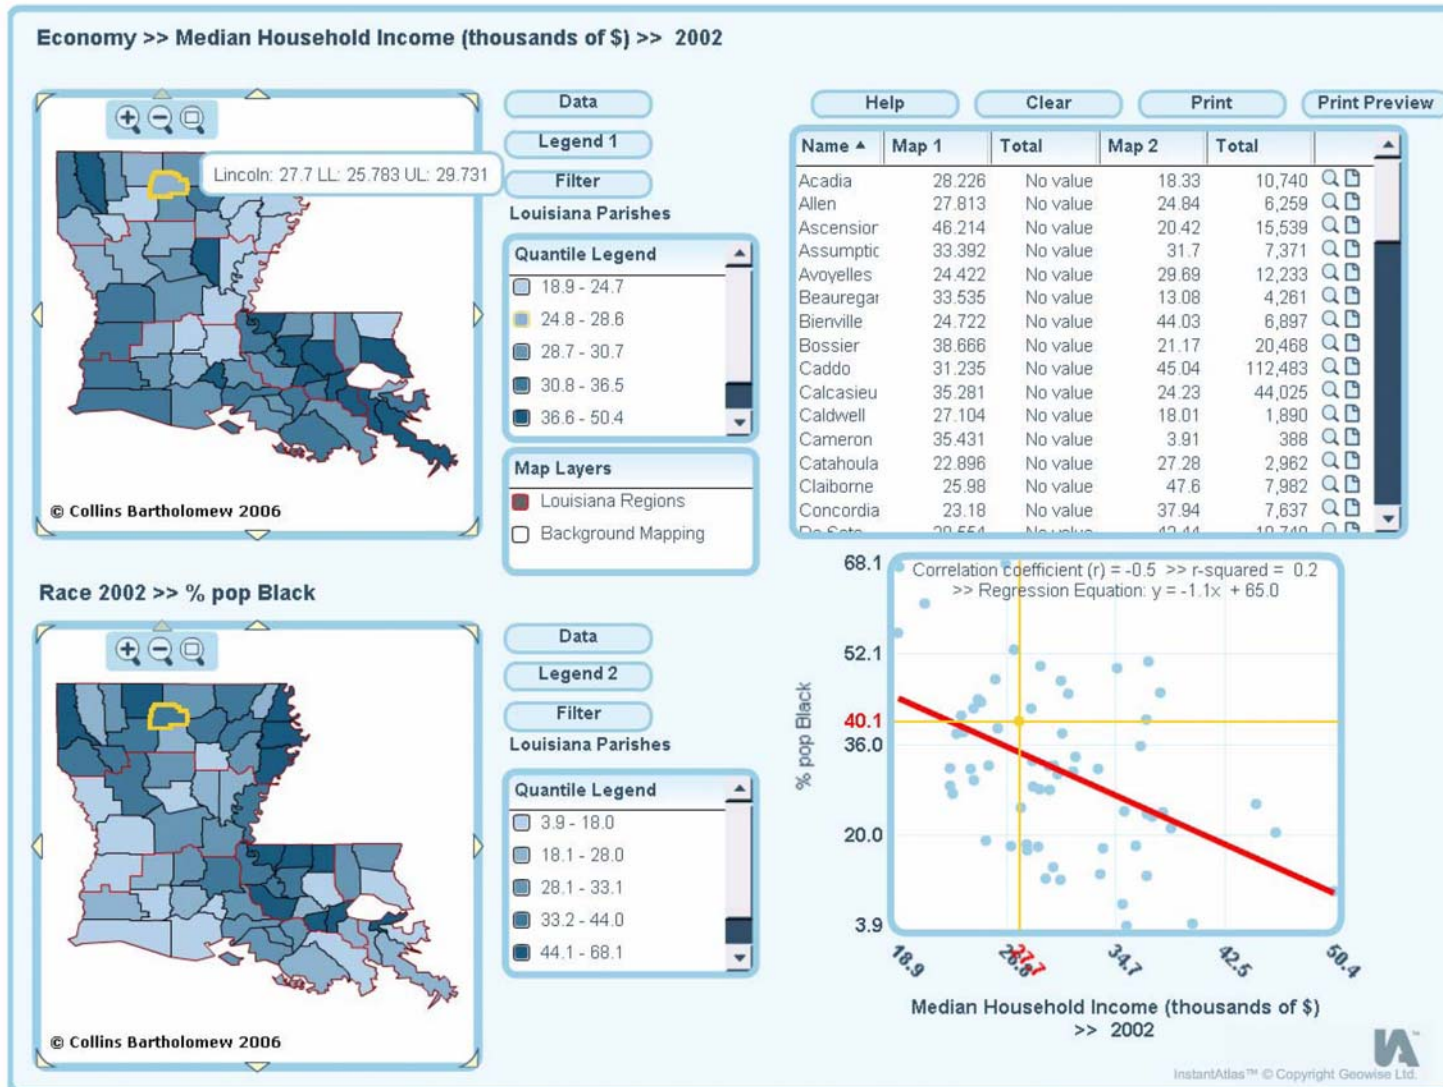 Economy >> Median Household Income (thousands of $) >> 2002
Lincoln: 27.7 LL: 25.783 UL: 29.731
© Collins Bartholomew 2006
Data
Legend 1
Filter
Louisiana Parishes
Quantile Legend
18.9 - 24.7
24.8 - 28.6
28.7 - 30.7
30.8 - 36.5
36.6 - 50.4
Map Layers
Louisiana Regions
Background Mapping
Help Clear Print Print Preview
Name Map 1 Total Map 2 Total
Acadia 28.226 No value 18.33 10,740
Allen 27.813 No value 24.84 6,259
Ascension 46.214 No value 20.42 15,539
Assumptic 33.392 No value 31.7 7,371
Avoyelles 24.422 No value 29.69 12,233
Beauregar 33.535 No value 13.08 4,261
Bienville 24.722 No value 44.03 6,897
Bossier 38.666 No value 21.17 20,468
Caddo 31.235 No value 45.04 112,483
Calcasieu 35.281 No value 24.23 44,025
Caldwell 27.104 No value 18.01 1,890
Cameron 35.431 No value 3.91 388
Catahoula 22.896 No value 27.28 2,962
Claiborne 25.98 No value 47.6 7,982
Concordia 23.18 No value 37.94 7,637
Race 2002 >> % pop Black
© Collins Bartholomew 2006
Data
Legend 2
Filter
Louisiana Parishes
Quantile Legend
3.9 - 18.0
18.1 - 28.0
28.1 - 33.1
33.2 - 44.0
44.1 - 68.1
Correlation coefficient (r) = -0.5 >> r-squared = 0.2
>> Regression Equation: y = -1.1x + 65.0
% pop Black
68.1
52.1
40.1
36.0
20.0
3.9
18.9 26.8 27.7 34.7 42.5 50.4
Median Household Income (thousands of $)
>> 2002
IA™
InstantAtlas™ © Copyright Geowise Ltd.